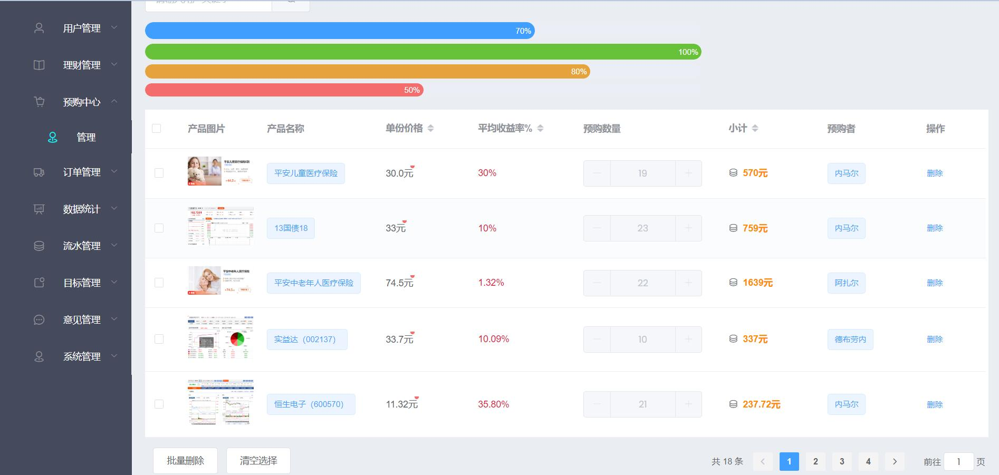 用户管理
理财管理
预购中心
管理
订单管理
数据统计
流水管理
目标管理
意见管理
系统管理
70%
100%
80%
50%
产品图片 产品名称 单份价格 平均收益率% 预购数量 小计 预购者 操作
平安儿童医疗保险 30.0元 30% 19 570元 内马尔 删除
13国债18 33元 10% 23 759元 内马尔 删除
平安中老年人医疗保险 74.5元 1.32% 22 1639元 阿扎尔 删除
实益达（002137） 33.7元 10.09% 10 337元 德布劳内 删除
恒生电子（600570） 11.32元 35.80% 21 237.72元 内马尔 删除
批量删除 清空选择 共 18 条 1 2 3 4 前往 1 页